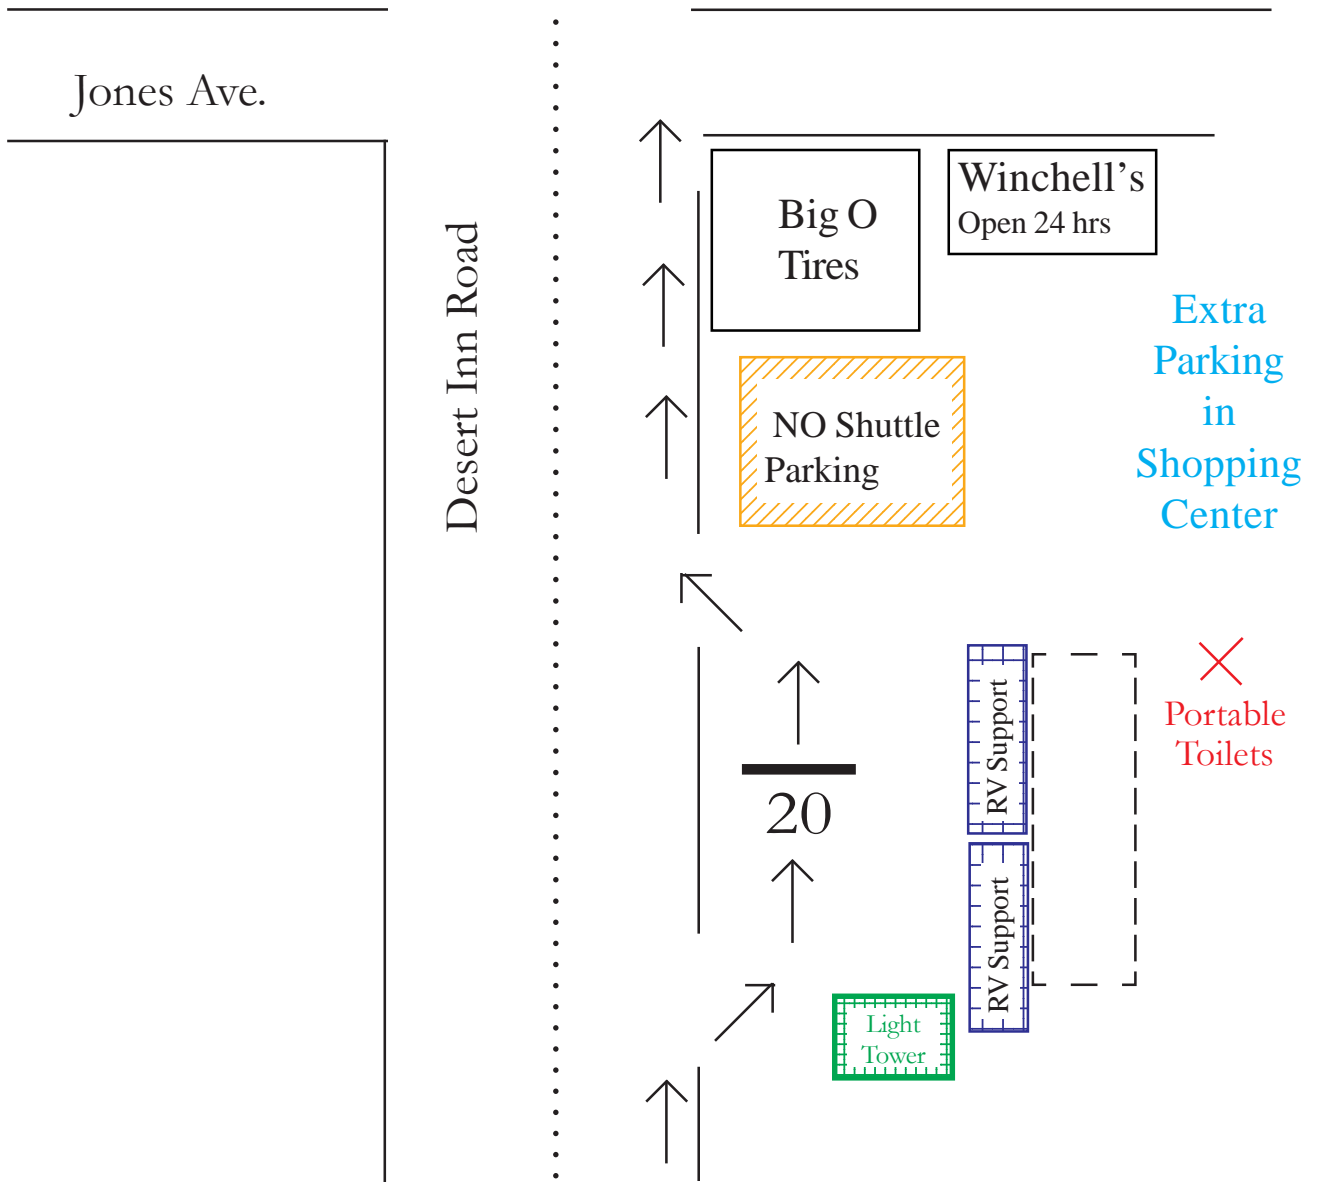 Jones Ave.
Desert Inn Road
Big O
Tires
Winchell's
Open 24 hrs
Extra
Parking
in
Shopping
Center
NO Shuttle
Parking
RV Support
Portable
Toilets
20
RV Support
Light
Tower